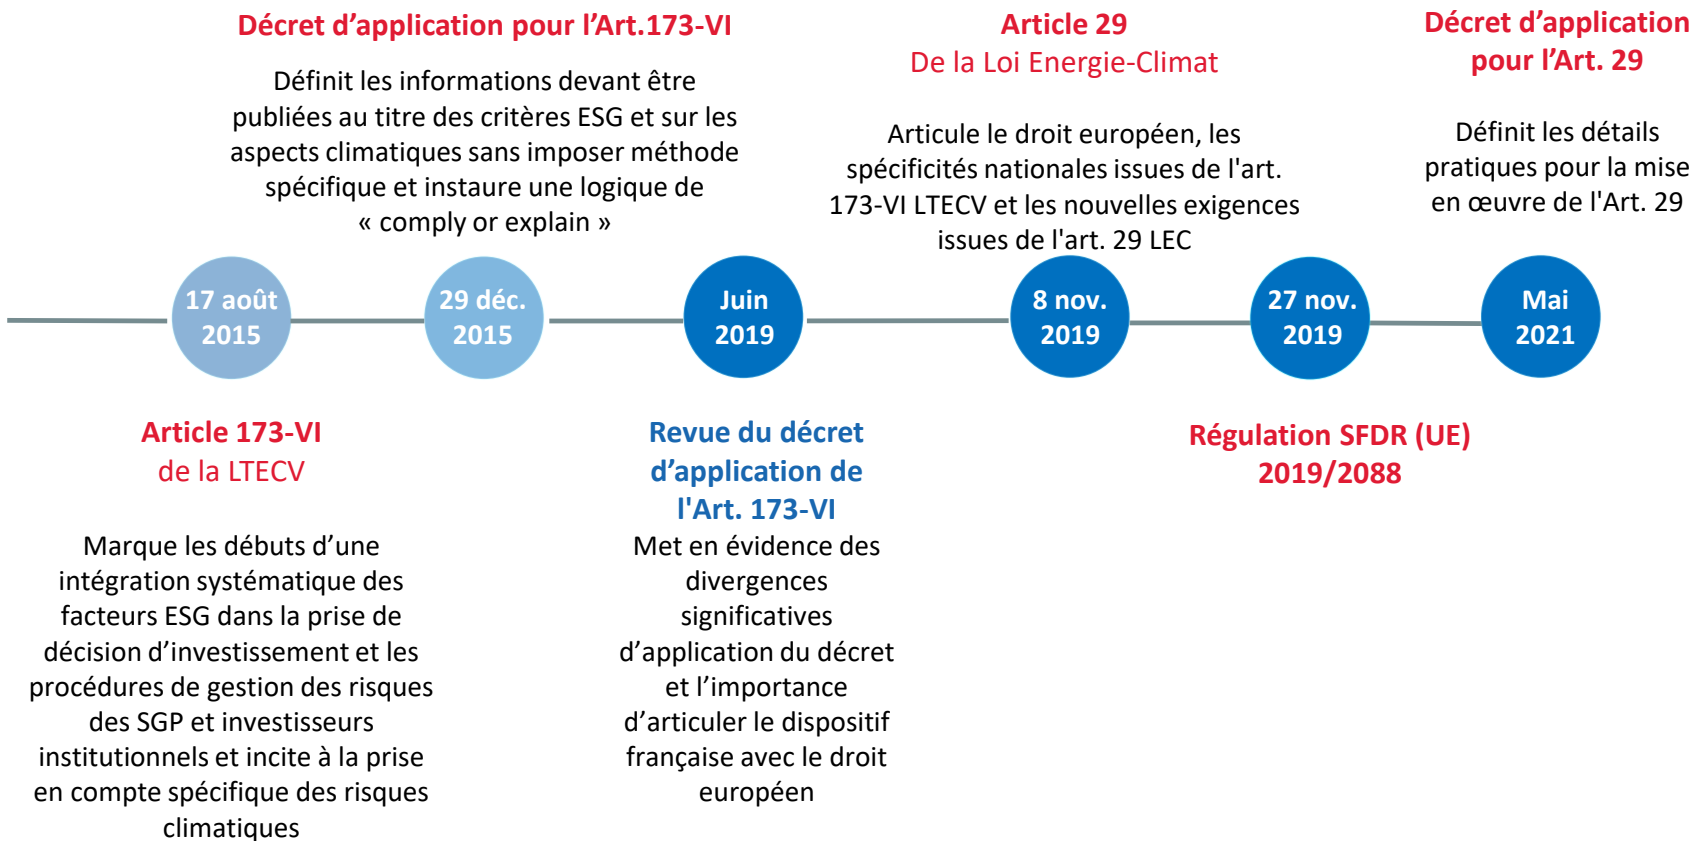 Décret d’application pour l’Art.173-VI
Définit les informations devant être
publiées au titre des critères ESG et sur les
aspects climatiques sans imposer méthode
spécifique et instaure une logique de
« comply or explain »
Article 29
De la Loi Energie-Climat
Articule le droit européen, les
spécificités nationales issues de l'art.
173-VI LTECV et les nouvelles exigences
issues de l'art. 29 LEC
Décret d’application
pour l’Art. 29
Définit les détails
pratiques pour la mise
en œuvre de l'Art. 29
17 août
2015
29 déc.
2015
Juin
2019
8 nov.
2019
27 nov.
2019
Mai
2021
Article 173-VI
de la LTECV
Marque les débuts d’une
intégration systématique des
facteurs ESG dans la prise de
décision d’investissement et les
procédures de gestion des risques
des SGP et investisseurs
institutionnels et incite à la prise
en compte spécifique des risques
climatiques
Revue du décret
d’application de
l'Art. 173-VI
Met en évidence des
divergences
significatives
d’application du décret
et l’importance
d’articuler le dispositif
française avec le droit
européen
Régulation SFDR (UE)
2019/2088